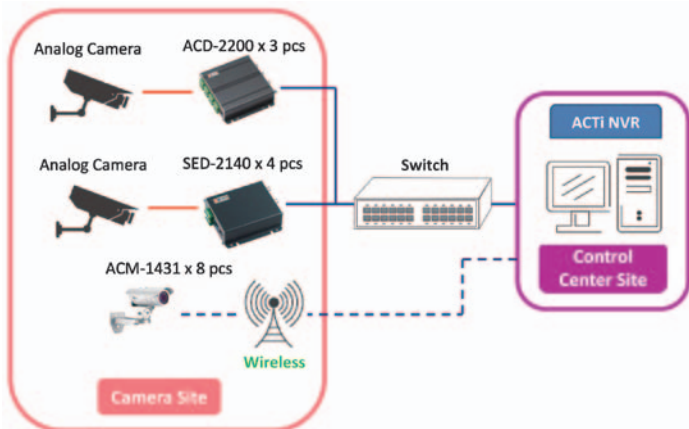 Analog Camera
ACD-2200 x 3 pcs
Analog Camera
SED-2140 x 4 pcs
Switch
ACTi NVR
ACM-1431 x 8 pcs
Control
Center Site
Wireless
Camera Site